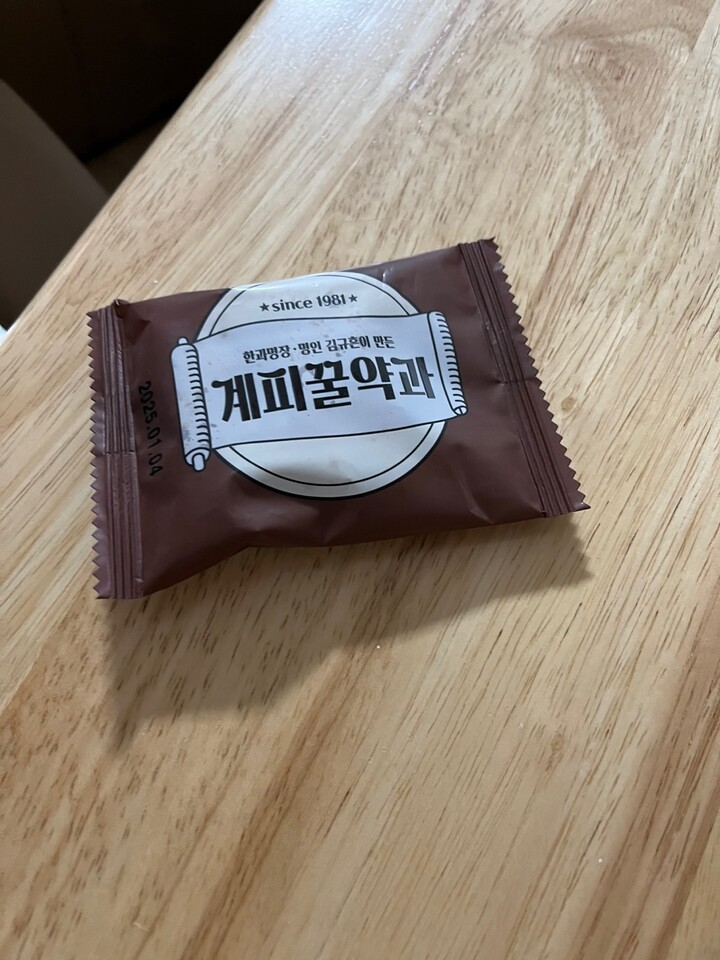 ★since 1981★
한과명장·명인 김규흔이 만든
계피꿀약과
2025.01.04